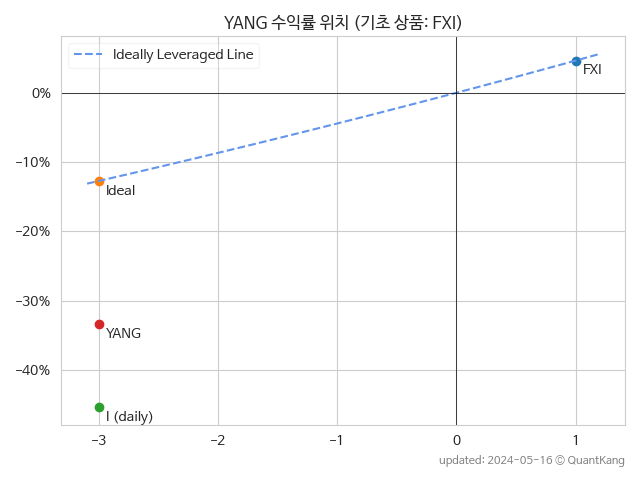 YANG 수익률 위치 (기초 상품: FXI)
Ideally Leveraged Line
FXI
0%
−10%
Ideal
−20%
−30%
YANG
−40%
I (daily)
−3
−2
−1
0
1
updated: 2024-05-16 © QuantKang